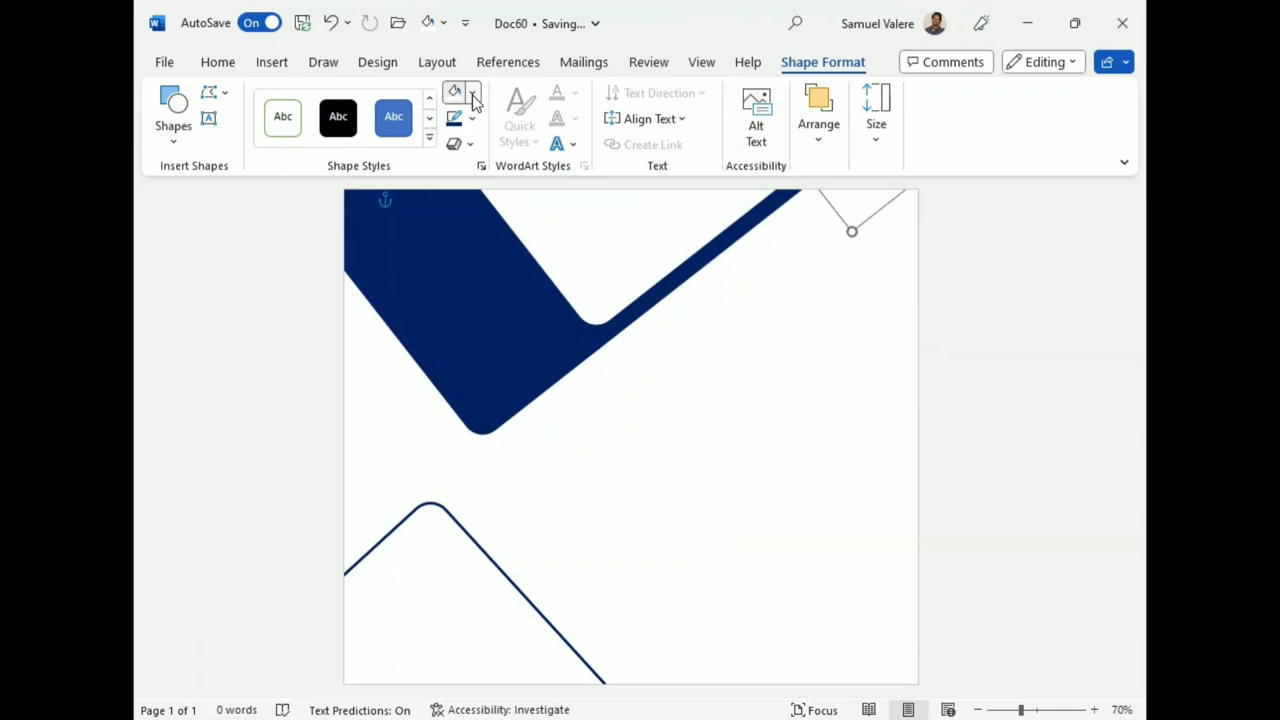 AutoSave On Doc60 • Saving... Samuel Valere
File Home Insert Draw Design Layout References Mailings Review View Help Shape Format Comments Editing
Shapes
Abc Abc Abc
Quick
Styles
Text Direction
Align Text
Create Link
Alt
Text
Arrange
Size
Insert Shapes Shape Styles WordArt Styles Text Accessibility
Page 1 of 1 0 words Text Predictions: On Accessibility: Investigate Focus 70%